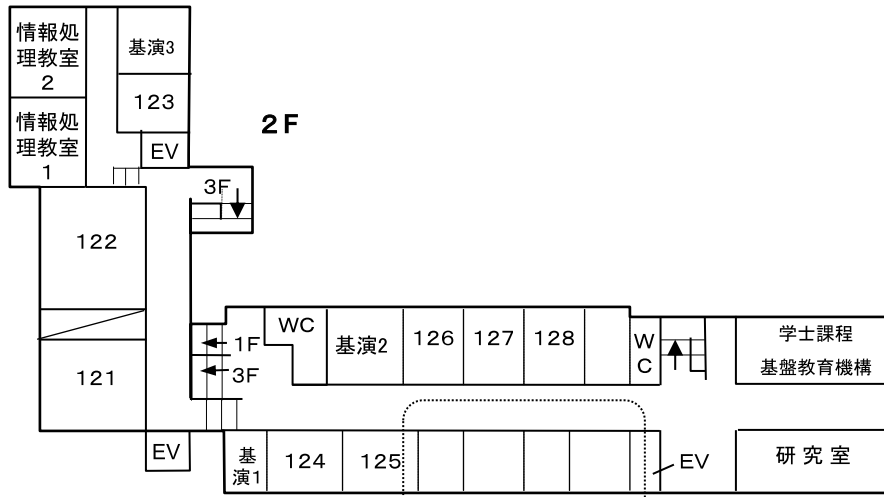 情報処
理教室
2
基演3
情報処
理教室
1
123
EV
2F
3F
122
121
1F
3F
WC
基演2
126
127
128
W
C
学士課程
基盤教育機構
EV
基
演1
124
125
EV
研究室